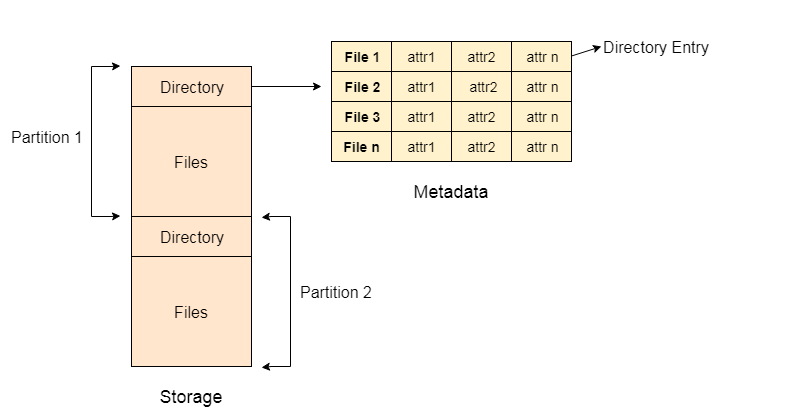 File 1 attr1 attr2 attr n
Directory Entry
File 2 attr1 attr2 attr n
File 3 attr1 attr2 attr n
File n attr1 attr2 attr n
Metadata
Directory
Partition 1
Files
Directory
Partition 2
Files
Storage